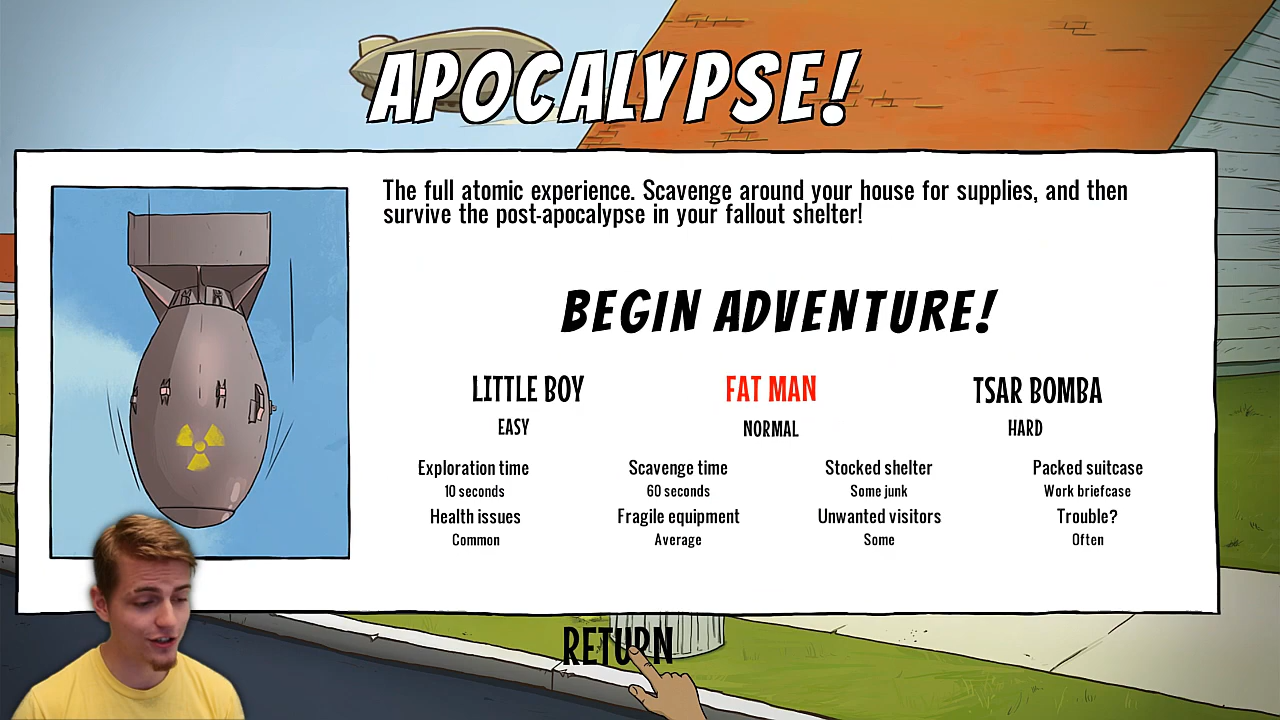 APOCALYPSE!
The full atomic experience. Scavenge around your house for supplies, and then
survive the post-apocalypse in your fallout shelter!
BEGIN ADVENTURE!
LITTLE BOY FAT MAN TSAR BOMBA
EASY NORMAL HARD
Exploration time Scavenge time Stocked shelter Packed suitcase
10 seconds 60 seconds Some junk Work briefcase
Health issues Fragile equipment Unwanted visitors Trouble?
Common Average Some Often
RETURN